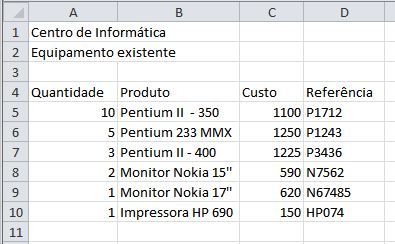 A B C D
1 Centro de Informática
2 Equipamento existente
3
4 Quantidade Produto Custo Referência
5 10 Pentium II - 350 1100 P1712
6 5 Pentium 233 MMX 1250 P1243
7 3 Pentium II - 400 1225 P3436
8 2 Monitor Nokia 15" 590 N7562
9 1 Monitor Nokia 17" 620 N67485
10 1 Impressora HP 690 150 HP074
11